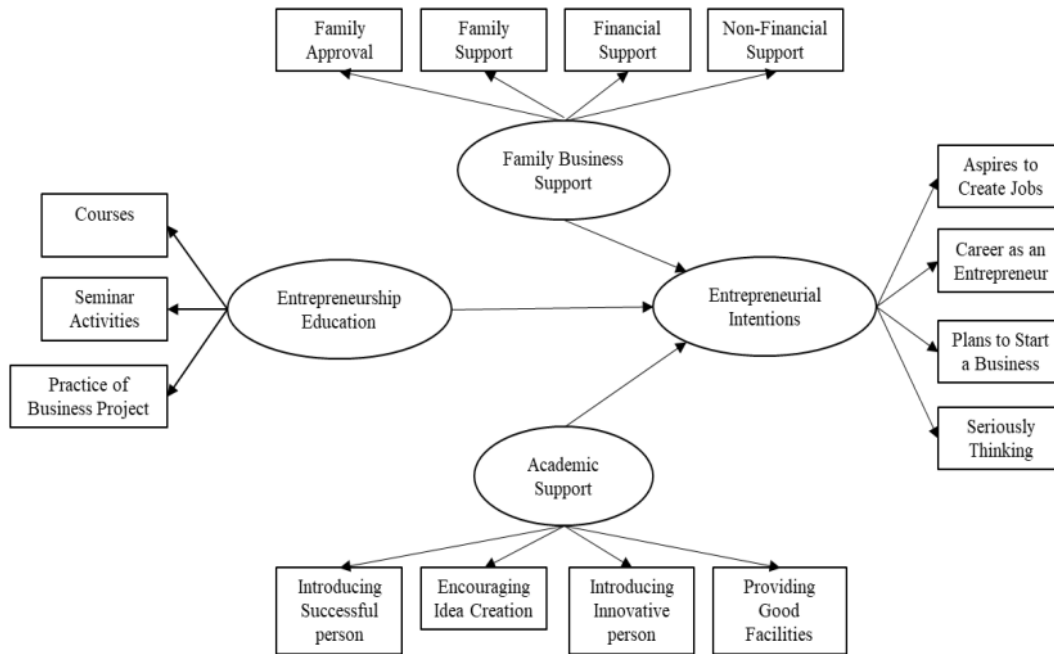 Family
Approval
Family
Support
Financial
Support
Non-Financial
Support
Family Business
Support
Aspires to
Create Jobs
Courses
Career as an
Entrepreneur
Seminar
Activities
Entrepreneurship
Education
Entrepreneurial
Intentions
Plans to Start
a Business
Practice of
Business Project
Seriously
Thinking
Academic
Support
Introducing
Successful
person
Encouraging
Idea Creation
Introducing
Innovative
person
Providing
Good
Facilities